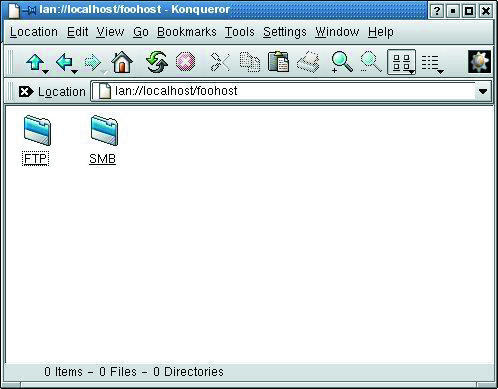 lan://localhost/foohost - Konqueror
Location Edit View Go Bookmarks Tools Settings Window Help
Location lan://localhost/foohost
FTP SMB
0 Items - 0 Files - 0 Directories